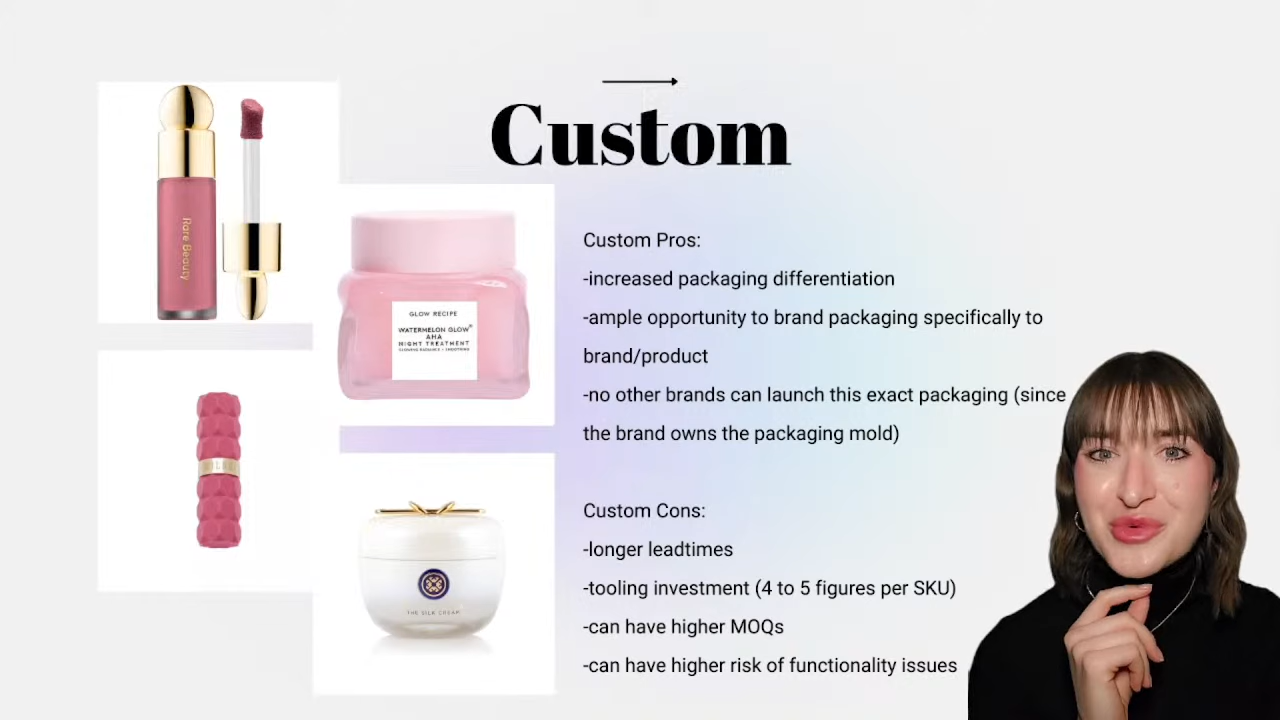 Custom
Rare Beauty
GLOW RECIPE
WATERMELON GLOW
AHA
NIGHT TREATMENT
THE SILK CREAM
Custom Pros:
-increased packaging differentiation
-ample opportunity to brand packaging specifically to
brand/product
-no other brands can launch this exact packaging (since
the brand owns the packaging mold)
Custom Cons:
-longer leadtimes
-tooling investment (4 to 5 figures per SKU)
-can have higher MOQs
-can have higher risk of functionality issues